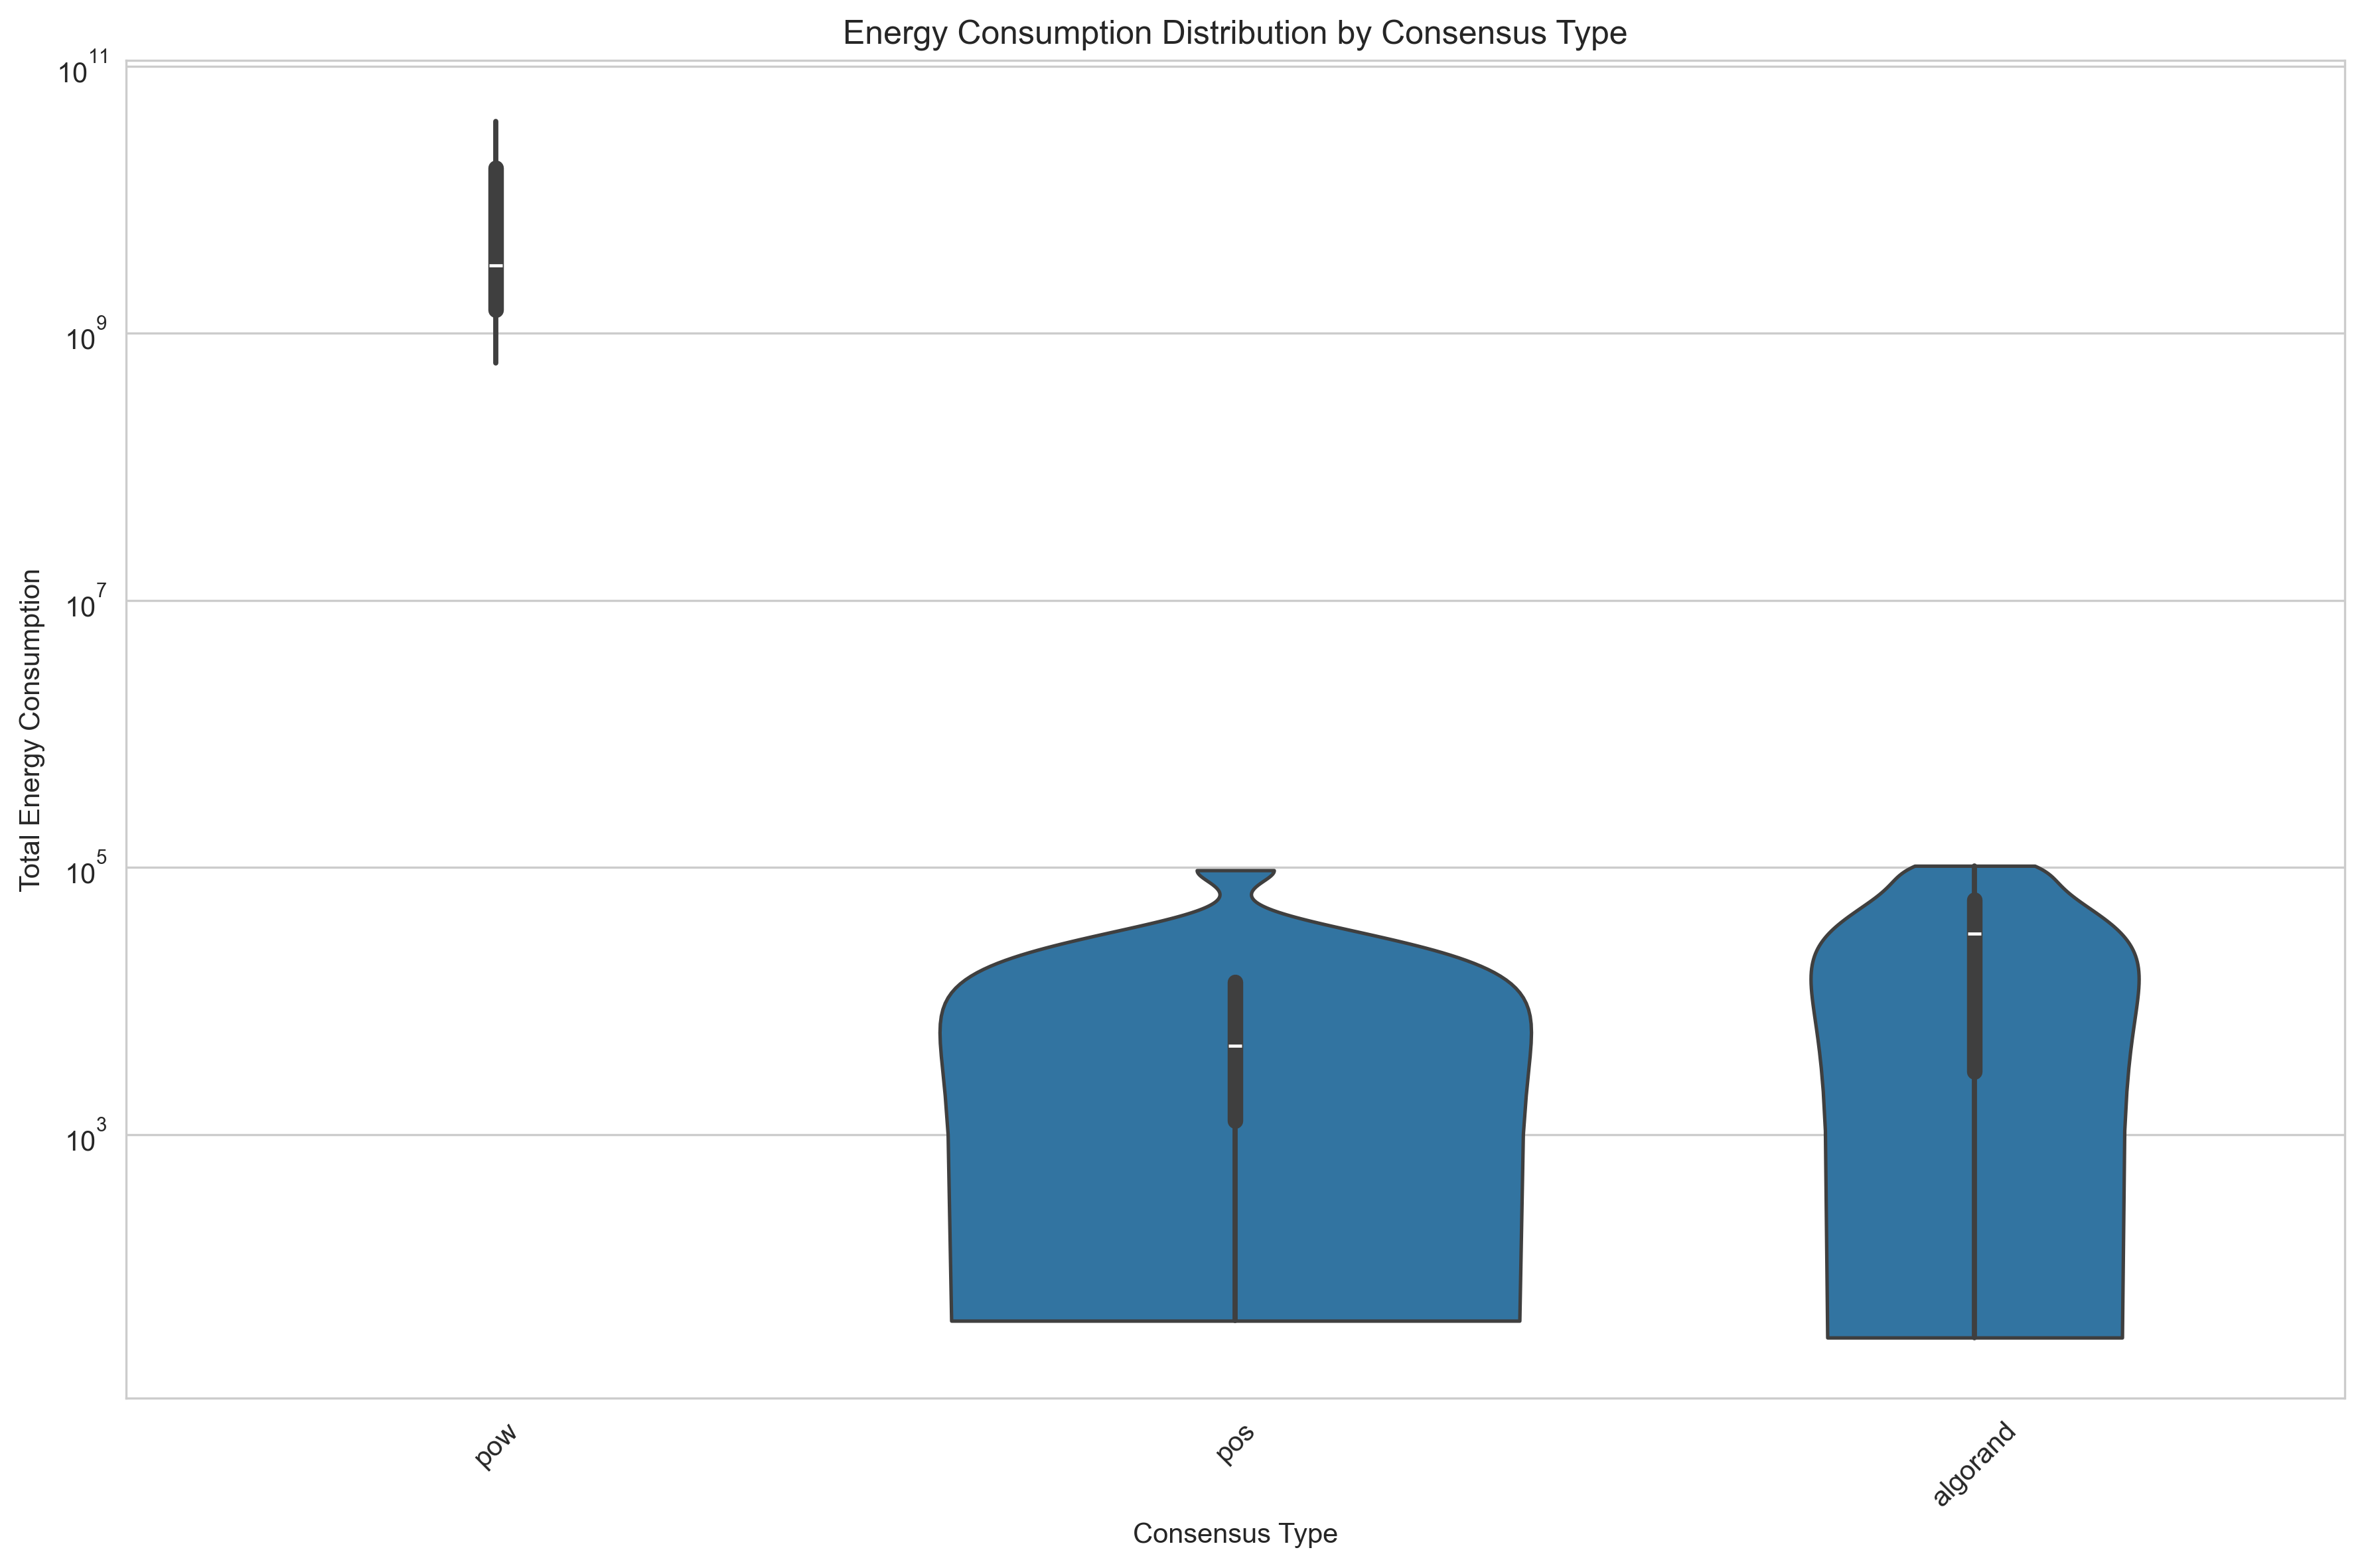 Energy Consumption Distribution by Consensus Type
Total Energy Consumption
10^11
10^9
10^7
10^5
10^3
pow
pos
algorand
Consensus Type